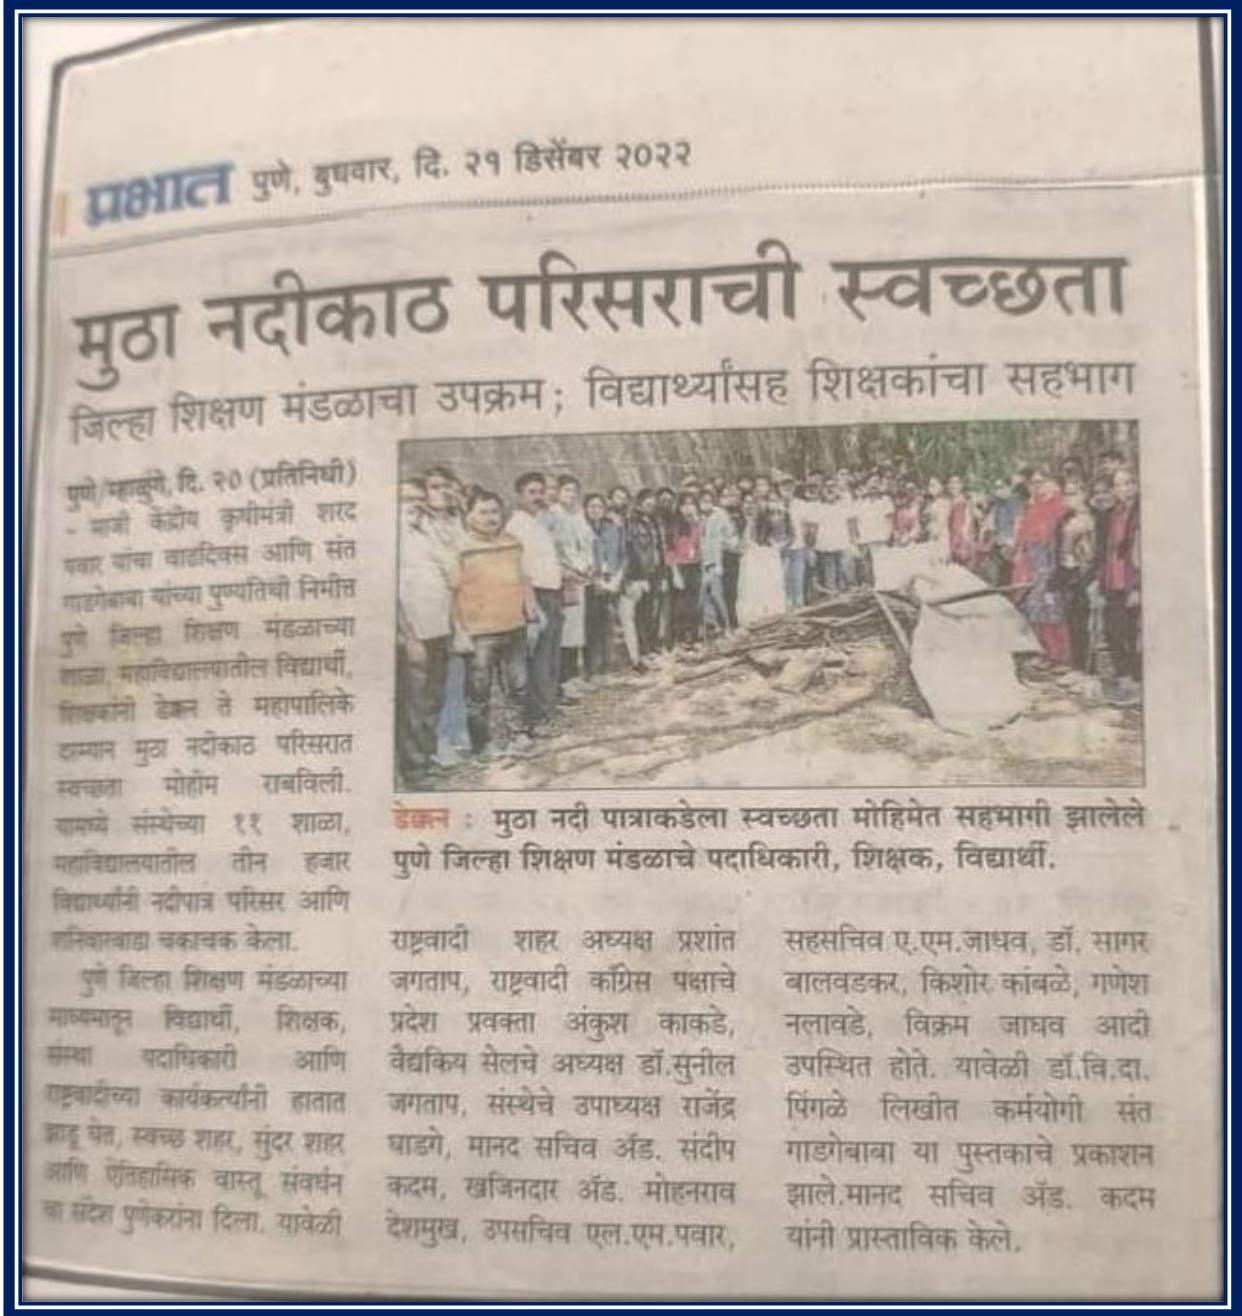 प्रभात पुणे, बुधवार, दि. २१ डिसेंबर २०२२
मुठा नदीकाठ परिसराची स्वच्छता
जिल्हा शिक्षण मंडळाचा उपक्रम; विद्यार्थ्यांसह शिक्षकांचा सहभाग
पुणे/म्हाळुंगे, दि. २० (प्रतिनिधी)
- माजी केंद्रीय कृषीमंत्री शरद
पवार यांचा वाढदिवस आणि संत
गाडगेबाबा यांच्या पुण्यतिथी निमीत्त
पुणे जिल्हा शिक्षण मंडळाच्या
शाळा, महाविद्यालयातील विद्यार्थी,
शिक्षकांनी डेक्कन ते महापालिके
दरम्यान मुठा नदीकाठ परिसरात
स्वच्छता मोहीम राबविली.
यामध्ये संस्थेच्या ११ शाळा,
महाविद्यालयातील तीन हजार
विद्यार्थ्यांनी नदीपात्र परिसर आणि
शनिवारवाडा चकाचक केला.
पुणे जिल्हा शिक्षण मंडळाच्या
माध्यमातून विद्यार्थी, शिक्षक,
संस्था पदाधिकारी आणि
राष्ट्रवादीच्या कार्यकर्त्यांनी हातात
झाडू घेत, स्वच्छ शहर, सुंदर शहर
आणि ऐतिहासिक वास्तू संवर्धन
चा संदेश पुणेकरांना दिला. यावेळी
डेक्कन : मुठा नदी पात्राकडेला स्वच्छता मोहिमेत सहभागी झालेले
पुणे जिल्हा शिक्षण मंडळाचे पदाधिकारी, शिक्षक, विद्यार्थी.
राष्ट्रवादी शहर अध्यक्ष प्रशांत
जगताप, राष्ट्रवादी काँग्रेस पक्षाचे
प्रदेश प्रवक्ता अंकुश काकडे,
वैद्यकिय सेलचे अध्यक्ष डॉ.सुनील
जगताप, संस्थेचे उपाध्यक्ष राजेंद्र
घाडगे, मानद सचिव अ‍ॅड. संदीप
कदम, खजिनदार अ‍ॅड. मोहनराव
देशमुख, उपसचिव एल.एम.पवार,
सहसचिव ए.एम.जाधव, डॉ. सागर
बालवडकर, किशोर कांबळे, गणेश
नलावडे, विक्रम जाधव आदी
उपस्थित होते. यावेळी डॉ.वि.दा.
पिंगळे लिखीत कर्मयोगी संत
गाडगेबाबा या पुस्तकाचे प्रकाशन
झाले.मानद सचिव अ‍ॅड. कदम
यांनी प्रास्ताविक केले.